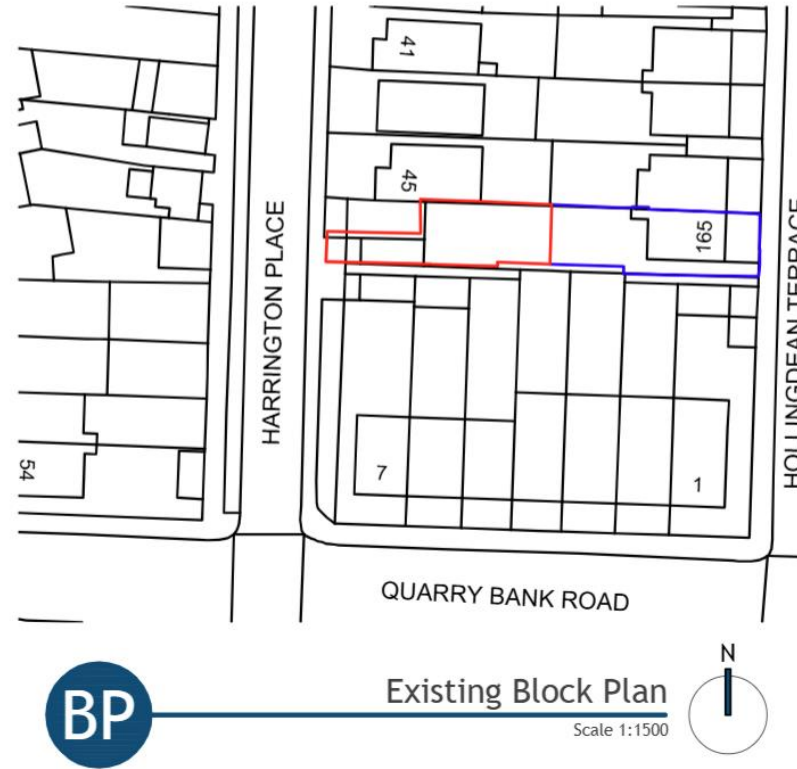 41
45
HARRINGTON PLACE
165
HOLLINGDEAN TERRACE
54
7
1
QUARRY BANK ROAD
N
BP
Existing Block Plan
Scale 1:1500